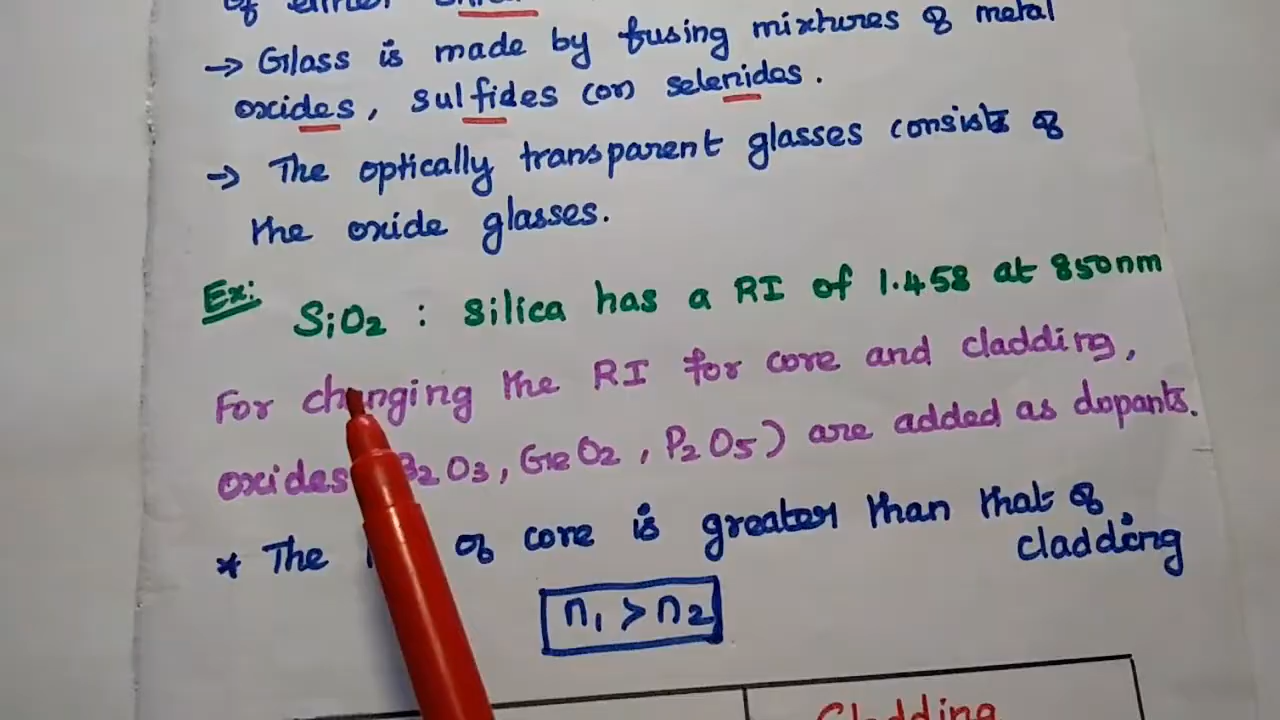 of either
→ Glass is made by fusing mixtures of metal
oxides, sulfides (or) selenides.
→ The optically transparent glasses consists of
the oxide glasses.
Ex:
SiO2 : Silica has a RI of 1.458 at 850nm
For changing the RI for core and cladding,
oxides B2O3, GeO2, P2O5) are added as dopants.
* The of core is greater than that of
cladding
n1 > n2
Cladding